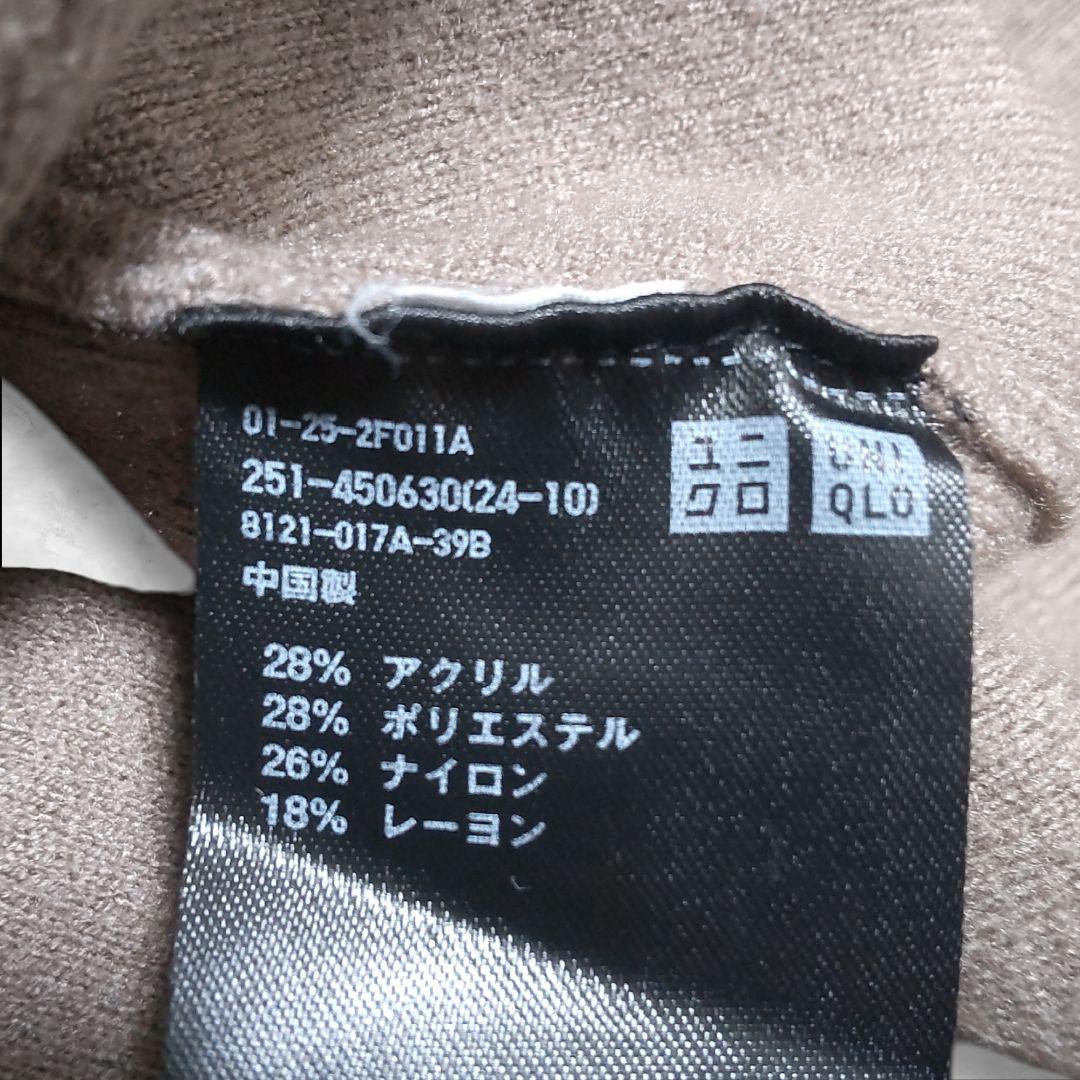 01-25-2F011A
251-450630(24-10)
8121-017A-39B
中国製
ユニ
クロ
UNI
QLO
28% アクリル
28% ポリエステル
26% ナイロン
18% レーヨン